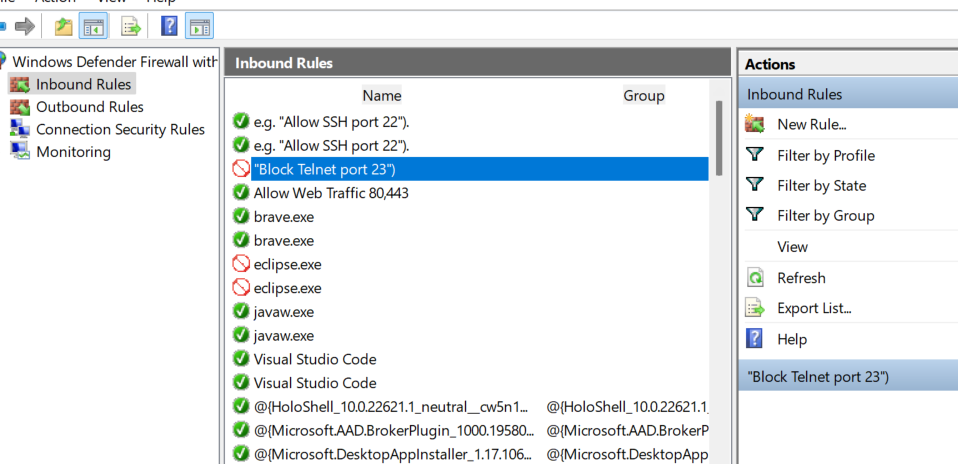 Action View Help
Windows Defender Firewall with
Inbound Rules
Outbound Rules
Connection Security Rules
Monitoring
Inbound Rules
Name Group
e.g. "Allow SSH port 22").
e.g. "Allow SSH port 22").
"Block Telnet port 23")
Allow Web Traffic 80,443
brave.exe
brave.exe
eclipse.exe
eclipse.exe
javaw.exe
javaw.exe
Visual Studio Code
Visual Studio Code
@{HoloShell_10.0.22621.1_neutral__cw5n1... @{HoloShell_10.0.22621.1_
@{Microsoft.AAD.BrokerPlugin_1000.19580... @{Microsoft.AAD.BrokerP
@{Microsoft.DesktopAppInstaller_1.17.106... @{Microsoft.DesktopApp
Actions
Inbound Rules
New Rule...
Filter by Profile
Filter by State
Filter by Group
View
Refresh
Export List...
Help
"Block Telnet port 23")